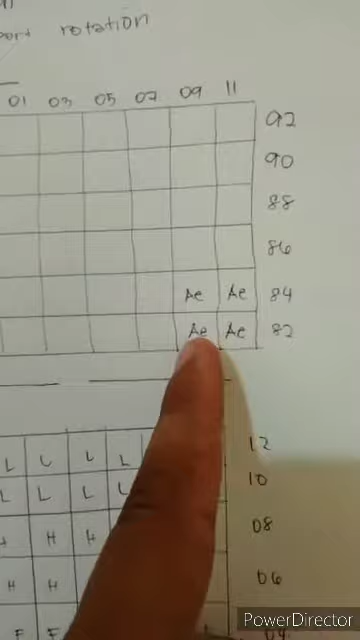 port rotation
01 03 05 07 09 11
92
90
88
86
Ae Ae 84
Ae Ae 82
L L L L 12
L L L L 10
H H 08
H H 06
F F
PowerDirector